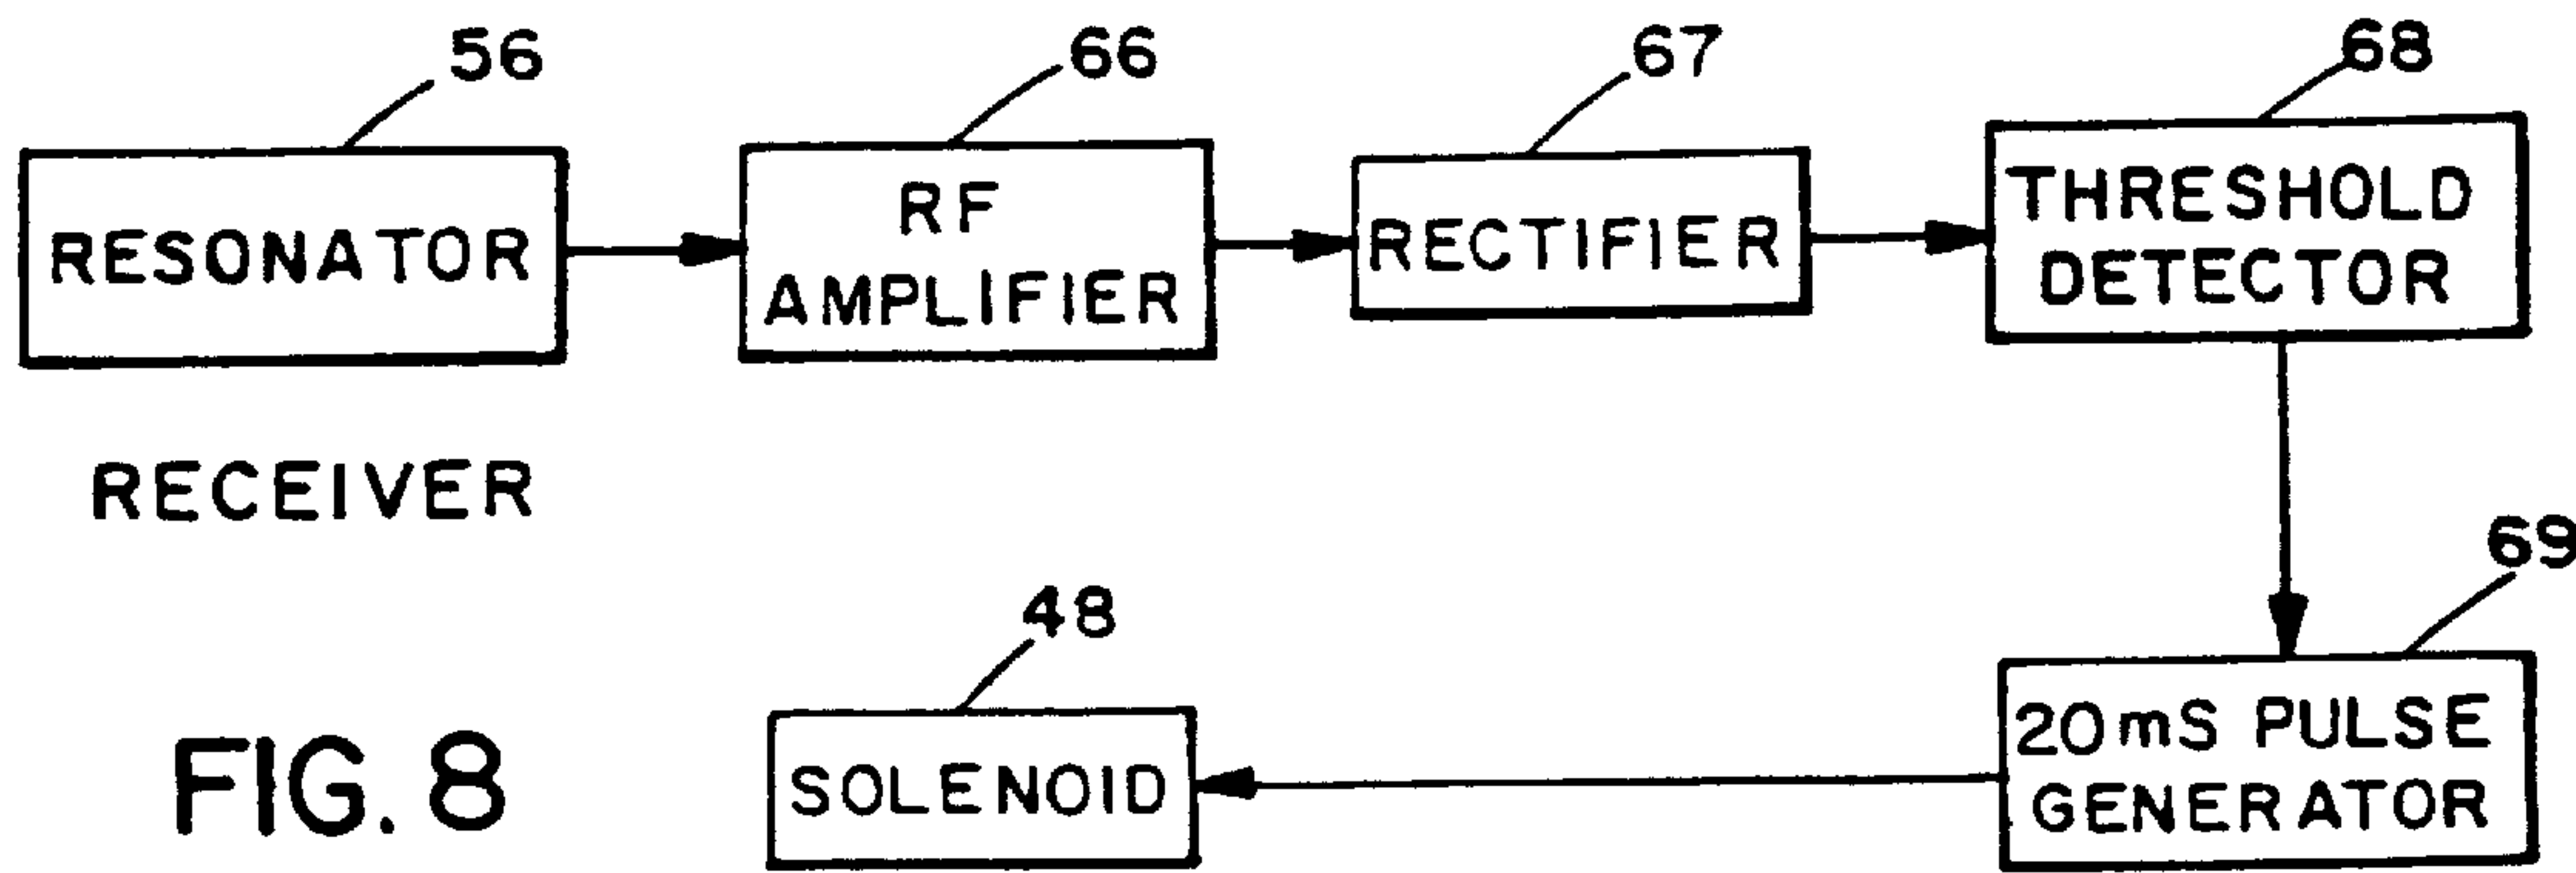 56
66
67
68
RESONATOR
RF
AMPLIFIER
RECTIFIER
THRESHOLD
DETECTOR
RECEIVER
69
48
20mS PULSE
GENERATOR
SOLENOID
FIG. 8